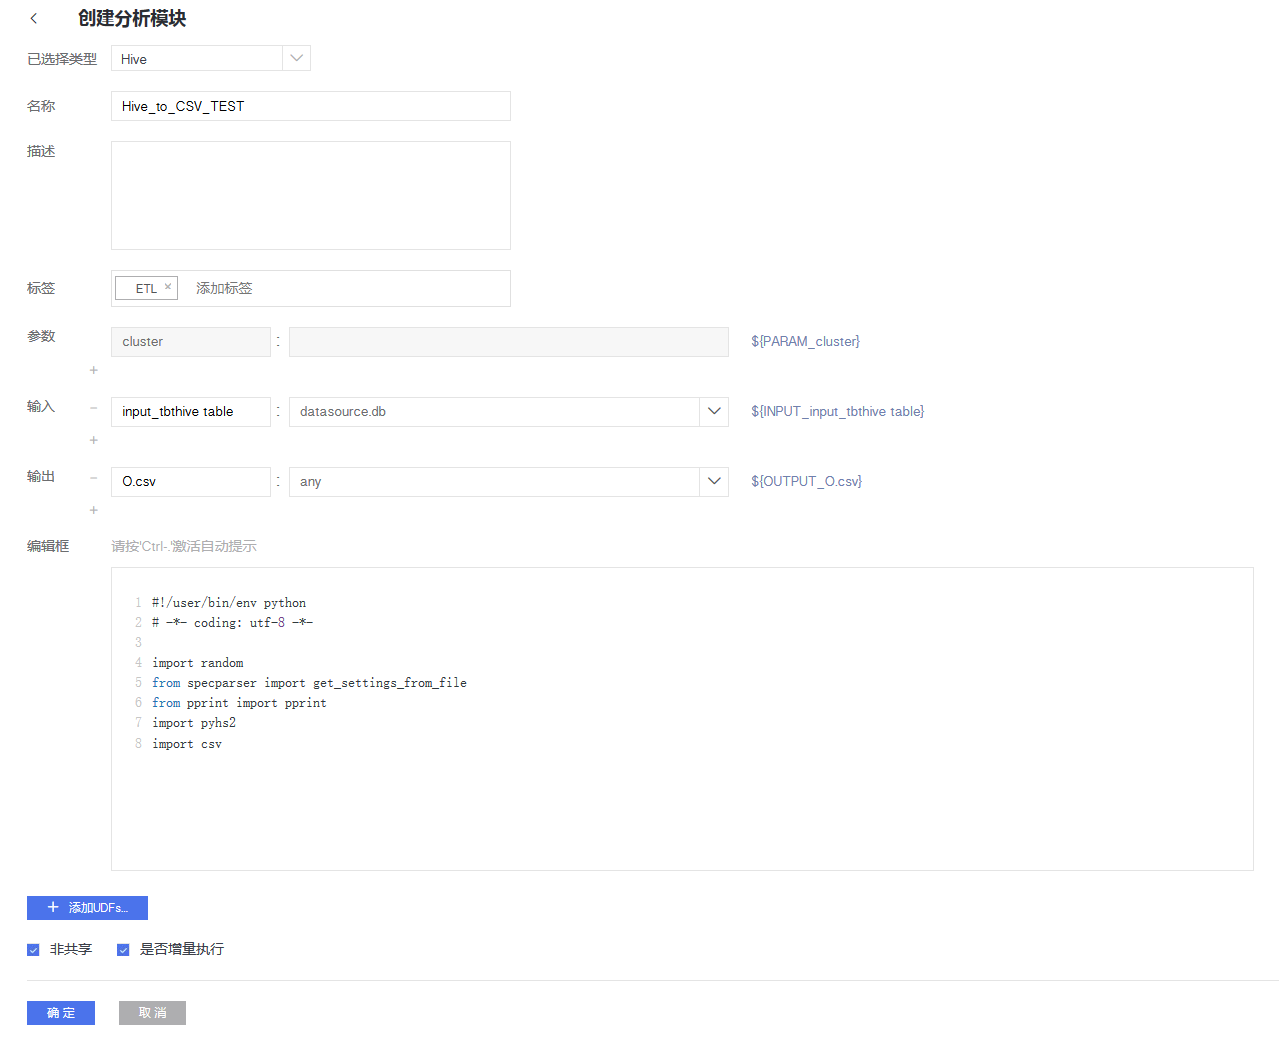 创建分析模块
已选择类型 Hive
名称 Hive_to_CSV_TEST
描述
标签 ETL × 添加标签
参数 cluster : ${PARAM_cluster}
+
输入 − input_tbthive table : datasource.db ${INPUT_input_tbthive table}
+
输出 − O.csv : any ${OUTPUT_O.csv}
+
编辑框 请按'Ctrl-.'激活自动提示
1 #!/user/bin/env python
2 # -*- coding: utf-8 -*-
3
4 import random
5 from specparser import get_settings_from_file
6 from pprint import pprint
7 import pyhs2
8 import csv
+ 添加UDFs...
非共享 是否增量执行
确定 取消